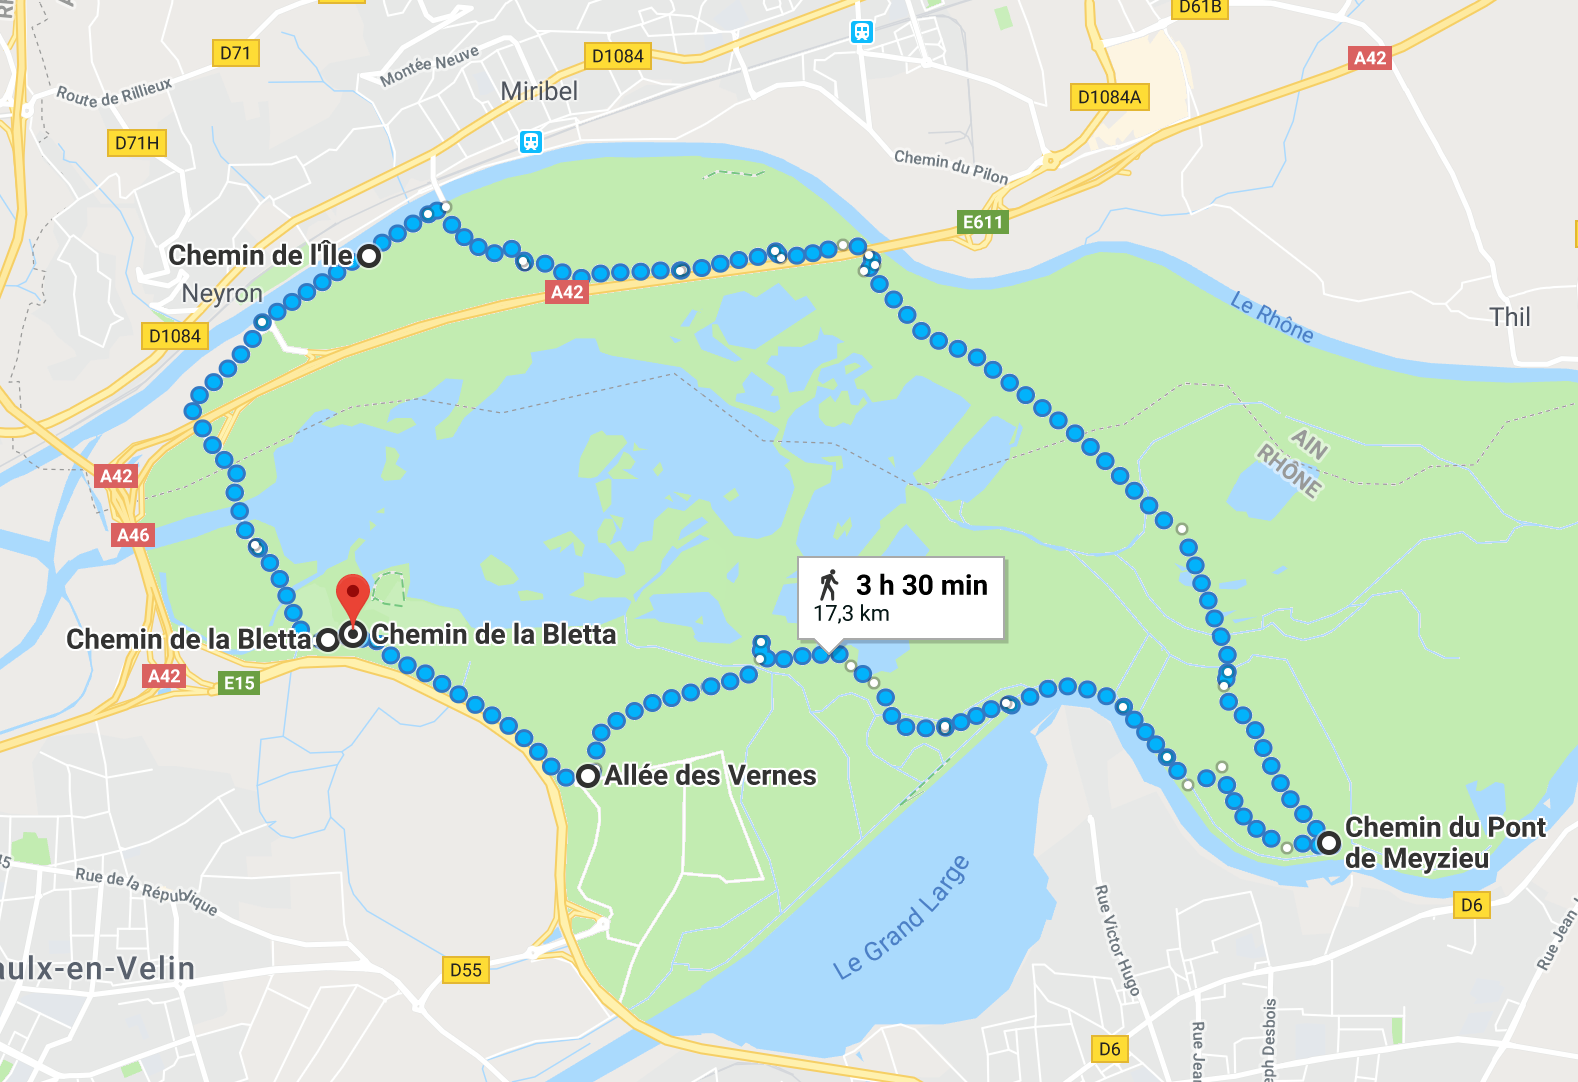 D61B
D71
D1084
A42
Montée Neuve
Route de Rillieux
Miribel
D1084A
D71H
Chemin du Pilon
E611
Chemin de l'Île
Neyron
A42
Le Rhône
Thil
D1084
AIN
RHÔNE
A42
A46
3 h 30 min
17,3 km
Chemin de la Bletta
Chemin de la Bletta
A42
E15
Allée des Vernes
Chemin du Pont
de Meyzieu
Rue de la République
Le Grand Large
Rue Victor Hugo
D6
Rue Jean
aulx-en-Velin
D55
D6
Rue Jean
eph Desbois